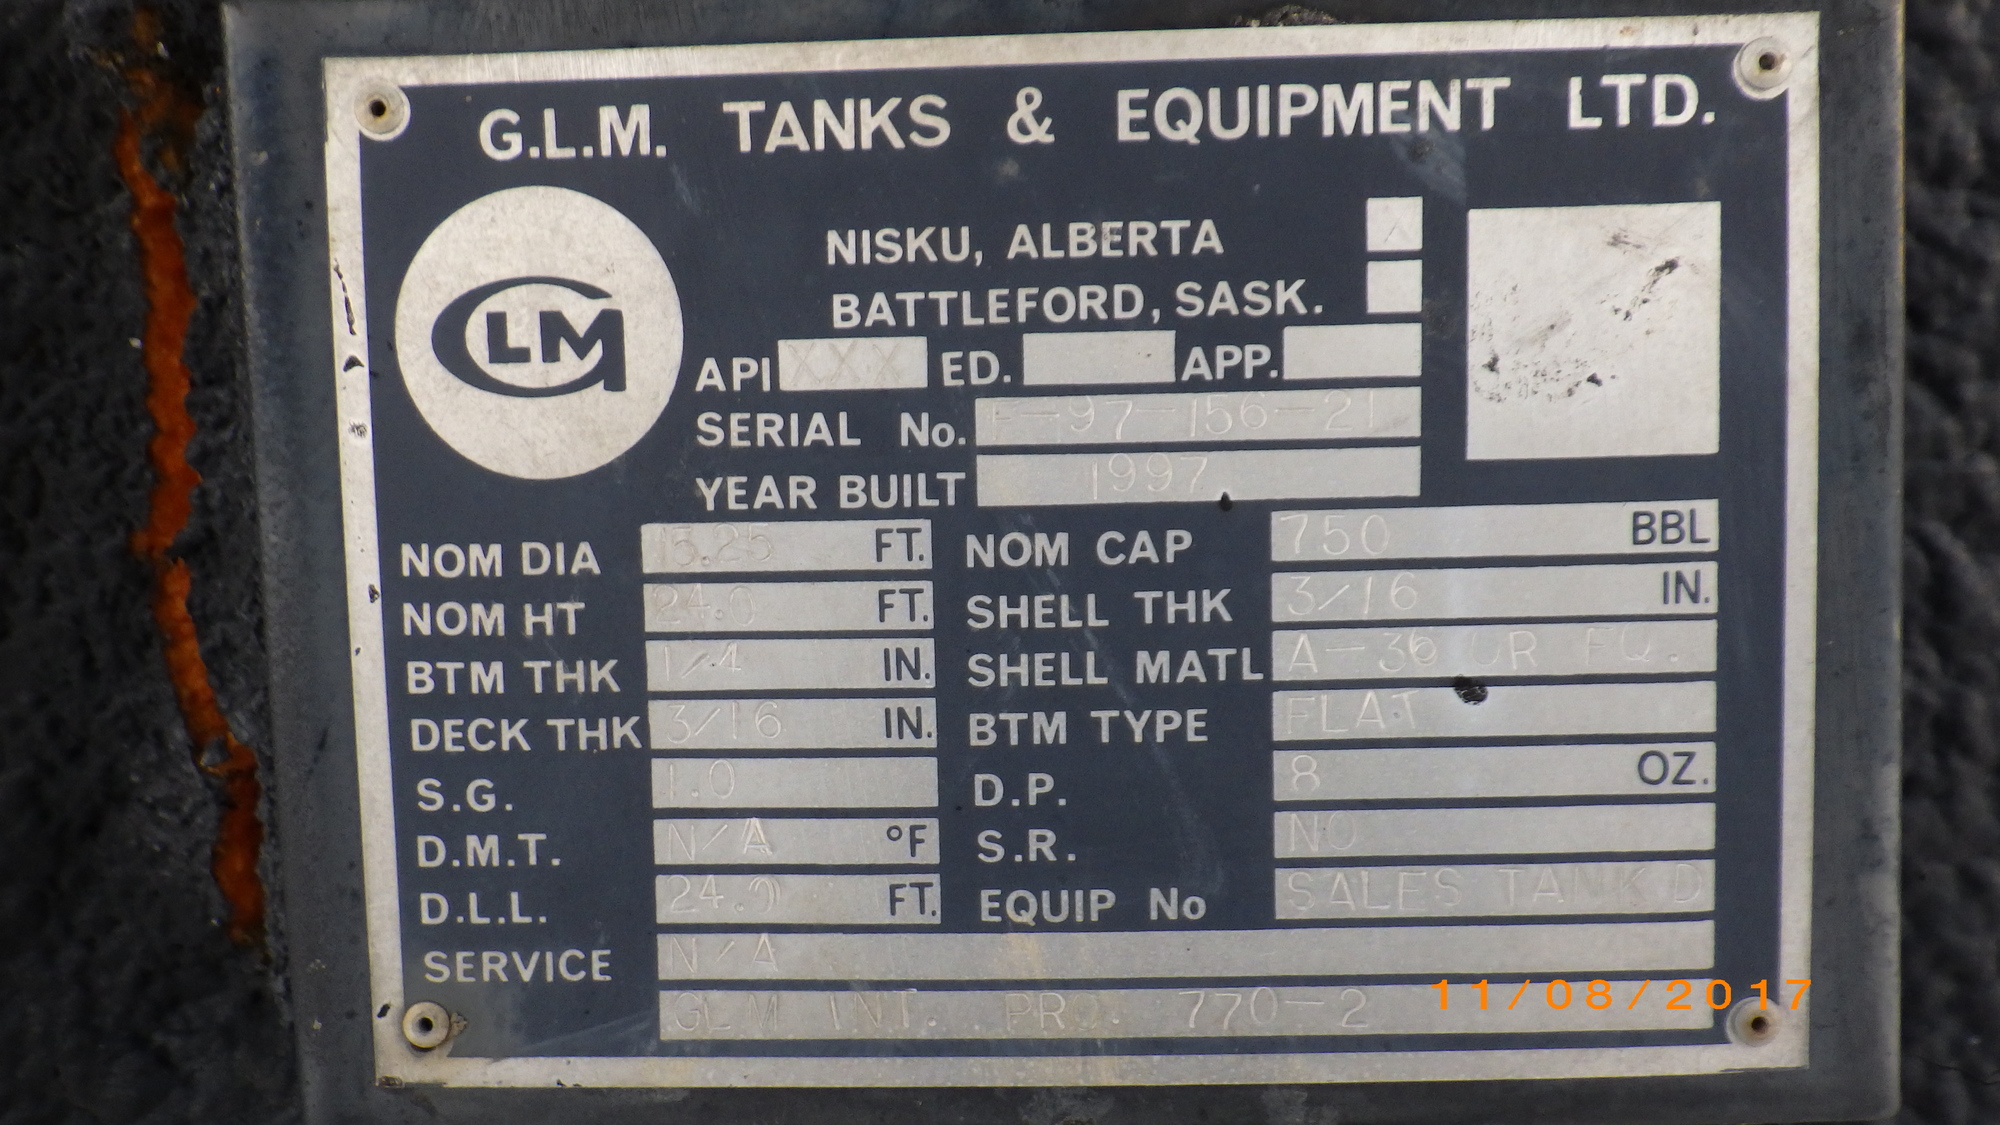 G.L.M. TANKS & EQUIPMENT LTD.
GLM
NISKU, ALBERTA X
BATTLEFORD, SASK.
API XXX ED. APP.
SERIAL No. F-97-156-21
YEAR BUILT 1997
NOM DIA 15.25 FT. NOM CAP 750 BBL
NOM HT 24.0 FT. SHELL THK 3/16 IN.
BTM THK 1/4 IN. SHELL MATL A-36 OR EQ.
DECK THK 3/16 IN. BTM TYPE FLAT
S.G. 1.0 D.P. 8 OZ.
D.M.T. N/A °F S.R. NO
D.L.L. 24.0 FT. EQUIP No SALES TANK D
SERVICE N/A
GLM INT. PRO. 770-2
11/08/2017